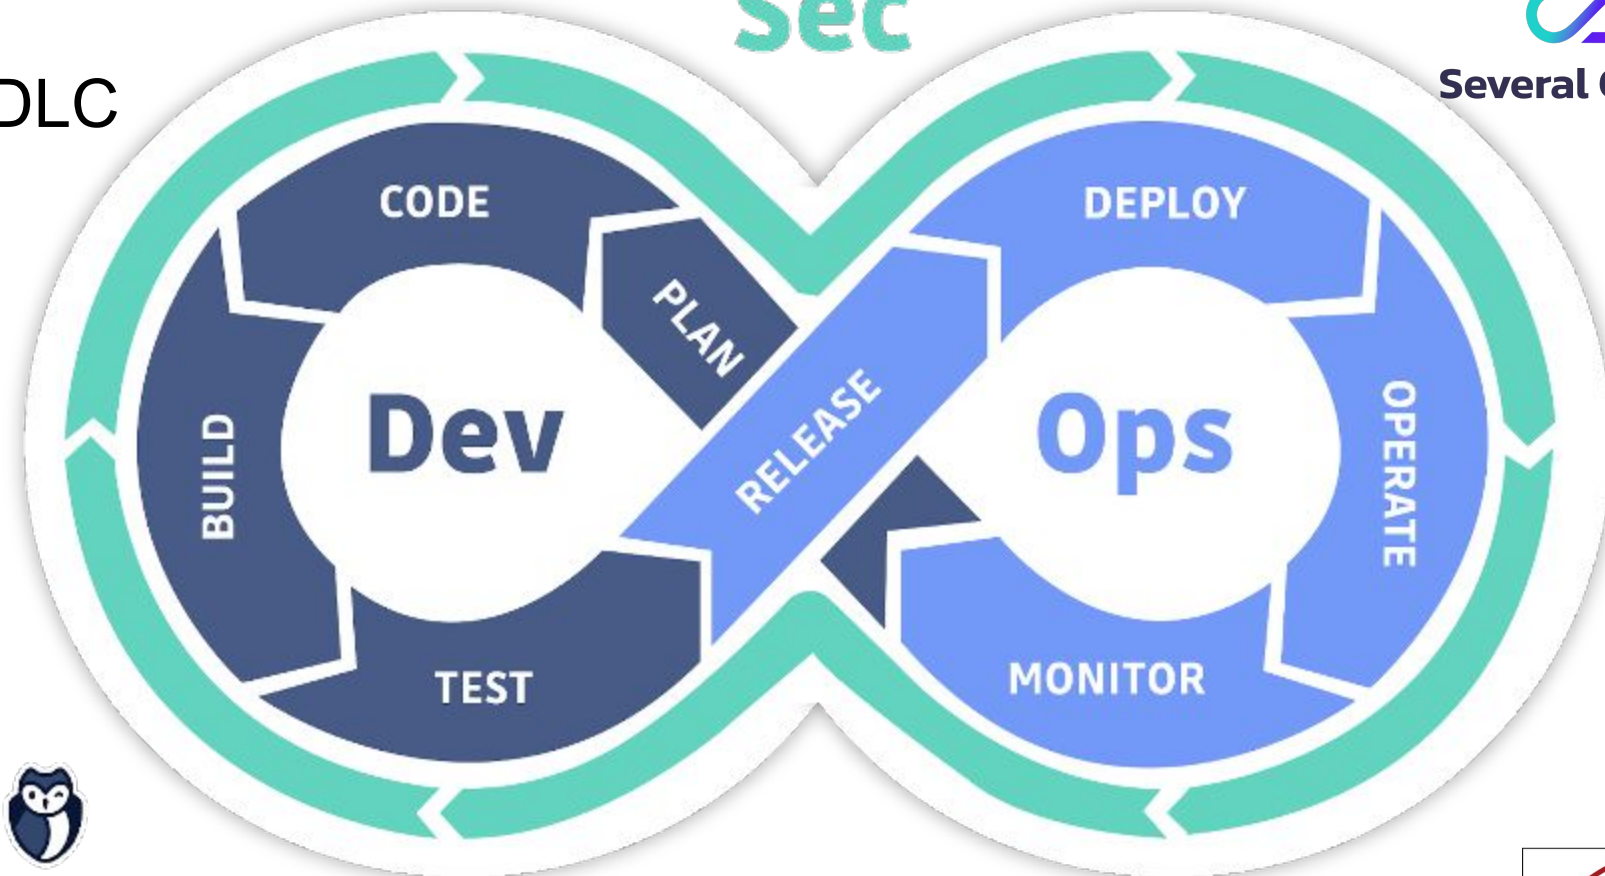 Sec
DLC
Several
CODE
DEPLOY
PLAN
RELEASE
Dev
Ops
BUILD
OPERATE
TEST
MONITOR